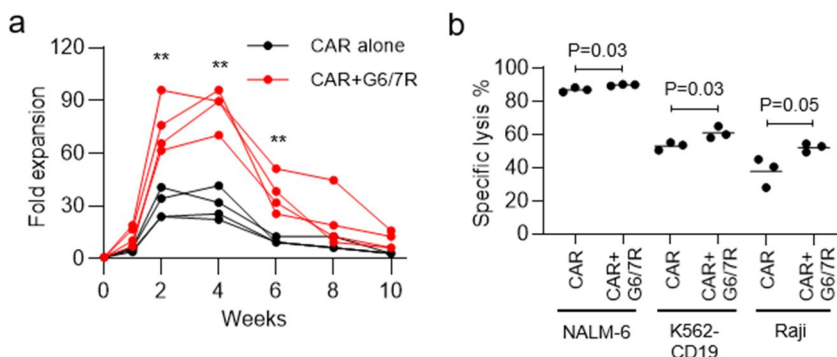 a
120
90
60
30
0
Fold expansion
**
**
**
CAR alone
CAR+G6/7R
0 2 4 6 8 10
Weeks
b
100
80
60
40
20
0
Specific lysis %
P=0.03
P=0.03
P=0.05
CAR
CAR+
G6/7R
CAR
CAR+
G6/7R
CAR
CAR+
G6/7R
NALM-6
K562-
CD19
Raji